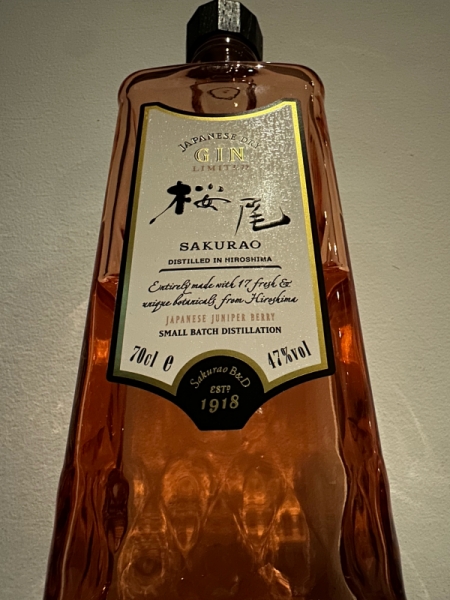 JAPANESE DRY
GIN
LIMITED
桜尾
SAKURAO
DISTILLED IN HIROSHIMA
Entirely made with 17 fresh &
unique botanicals from Hiroshima
JAPANESE JUNIPER BERRY
SMALL BATCH DISTILLATION
70cl e 47%vol
Sakurao B&D
ESTD
1918